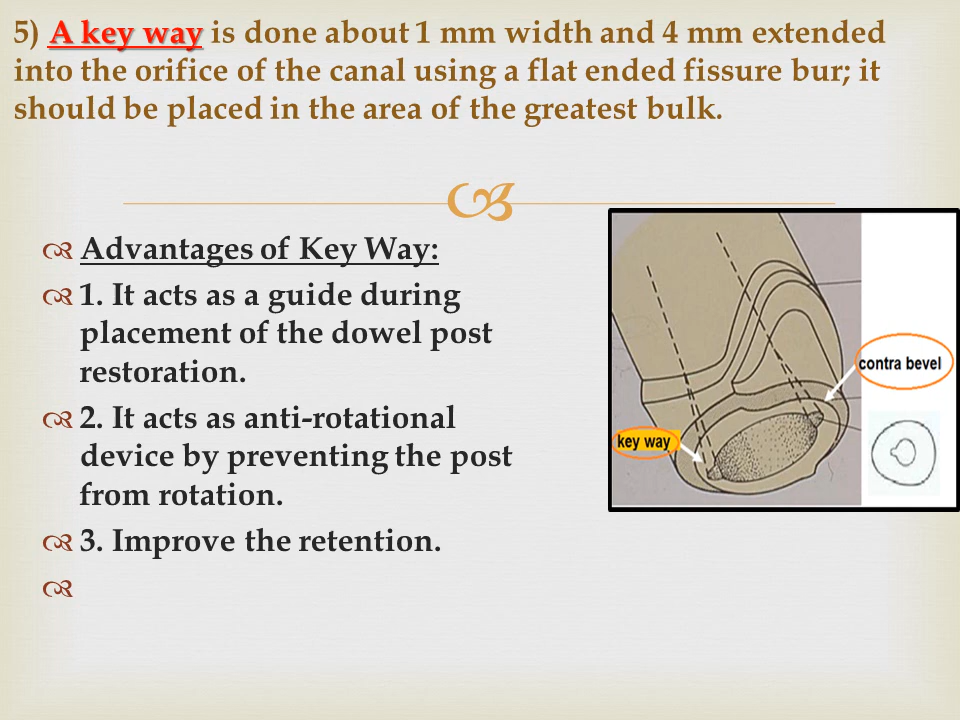 5) A key way is done about 1 mm width and 4 mm extended
into the orifice of the canal using a flat ended fissure bur; it
should be placed in the area of the greatest bulk.
Advantages of Key Way:
1. It acts as a guide during
placement of the dowel post
restoration.
2. It acts as anti-rotational
device by preventing the post
from rotation.
3. Improve the retention.
contra bevel
key way